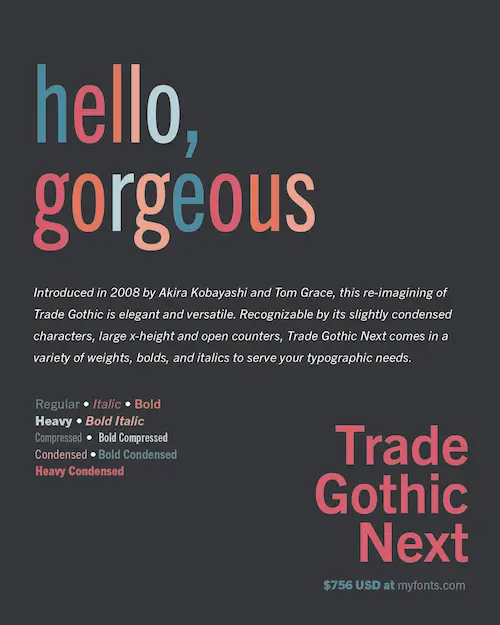 hello,
gorgeous
Introduced in 2008 by Akira Kobayashi and Tom Grace, this re-imagining of
Trade Gothic is elegant and versatile. Recognizable by its slightly condensed
characters, large x-height and open counters, Trade Gothic Next comes in a
variety of weights, bolds, and italics to serve your typographic needs.
Regular • Italic • Bold
Heavy • Bold Italic
Compressed • Bold Compressed
Condensed • Bold Condensed
Heavy Condensed
Trade
Gothic
Next
$756 USD at myfonts.com